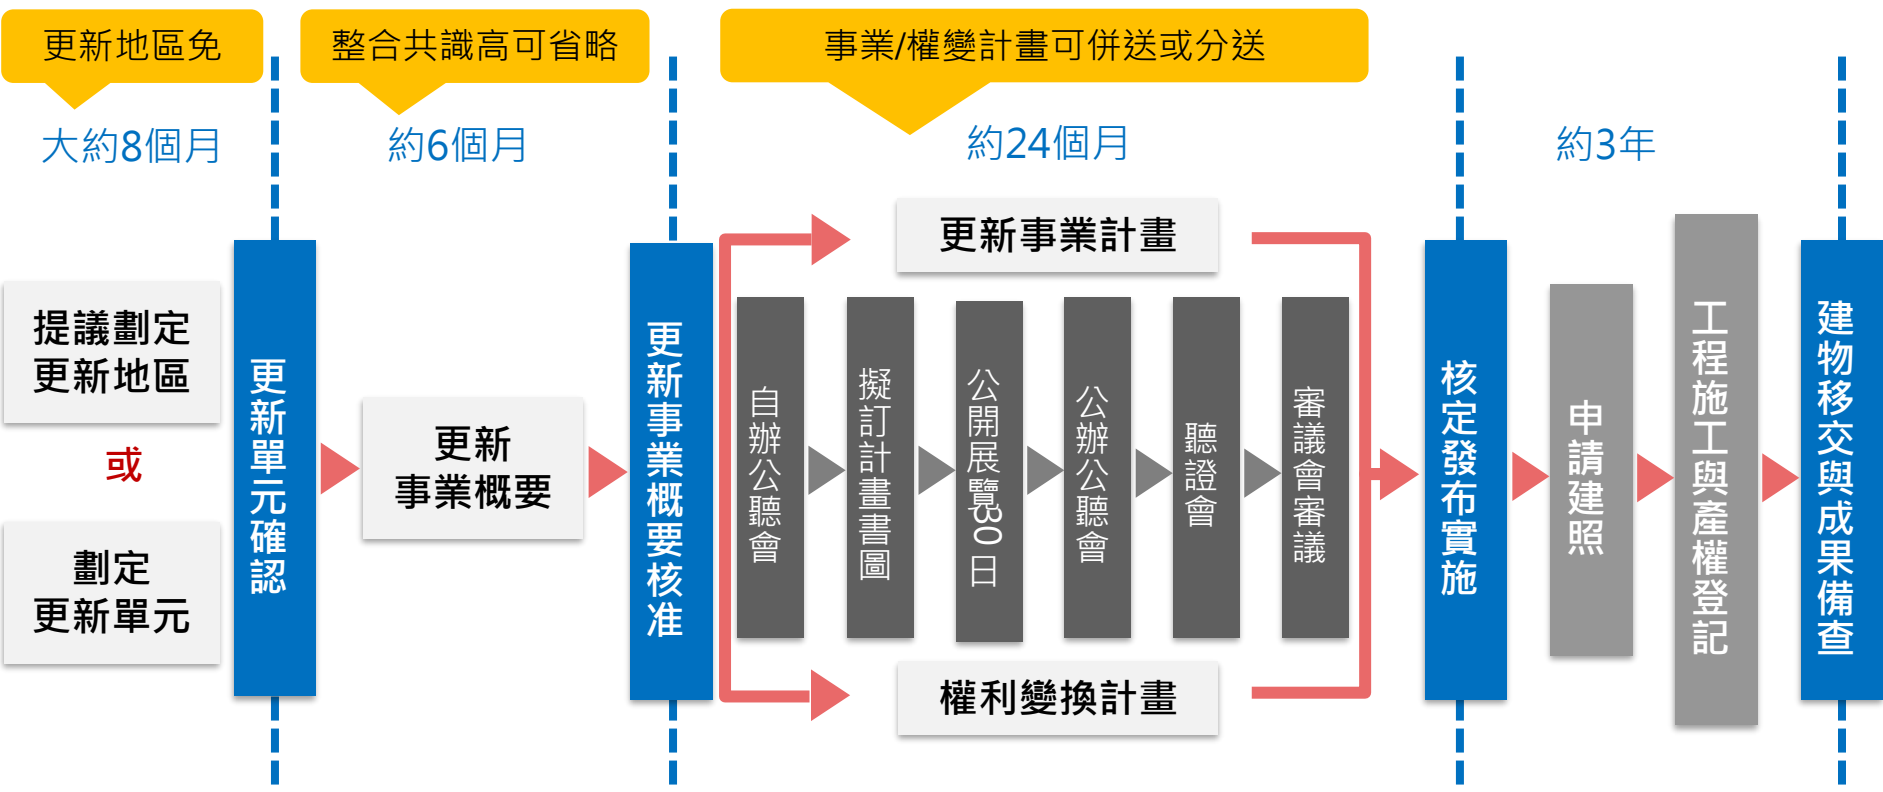 更新地區免
整合共識高可省略
事業/權變計畫可併送或分送
大約8個月
約6個月
約24個月
約3年
提議劃定
更新地區
或
劃定
更新單元
更新單元確認
更新
事業概要
更新事業概要核准
更新事業計畫
自辦公聽會
擬訂計畫書圖
公開展覽30日
公辦公聽會
聽證會
審議會審議
權利變換計畫
核定發布實施
申請建照
工程施工與產權登記
建物移交與成果備查